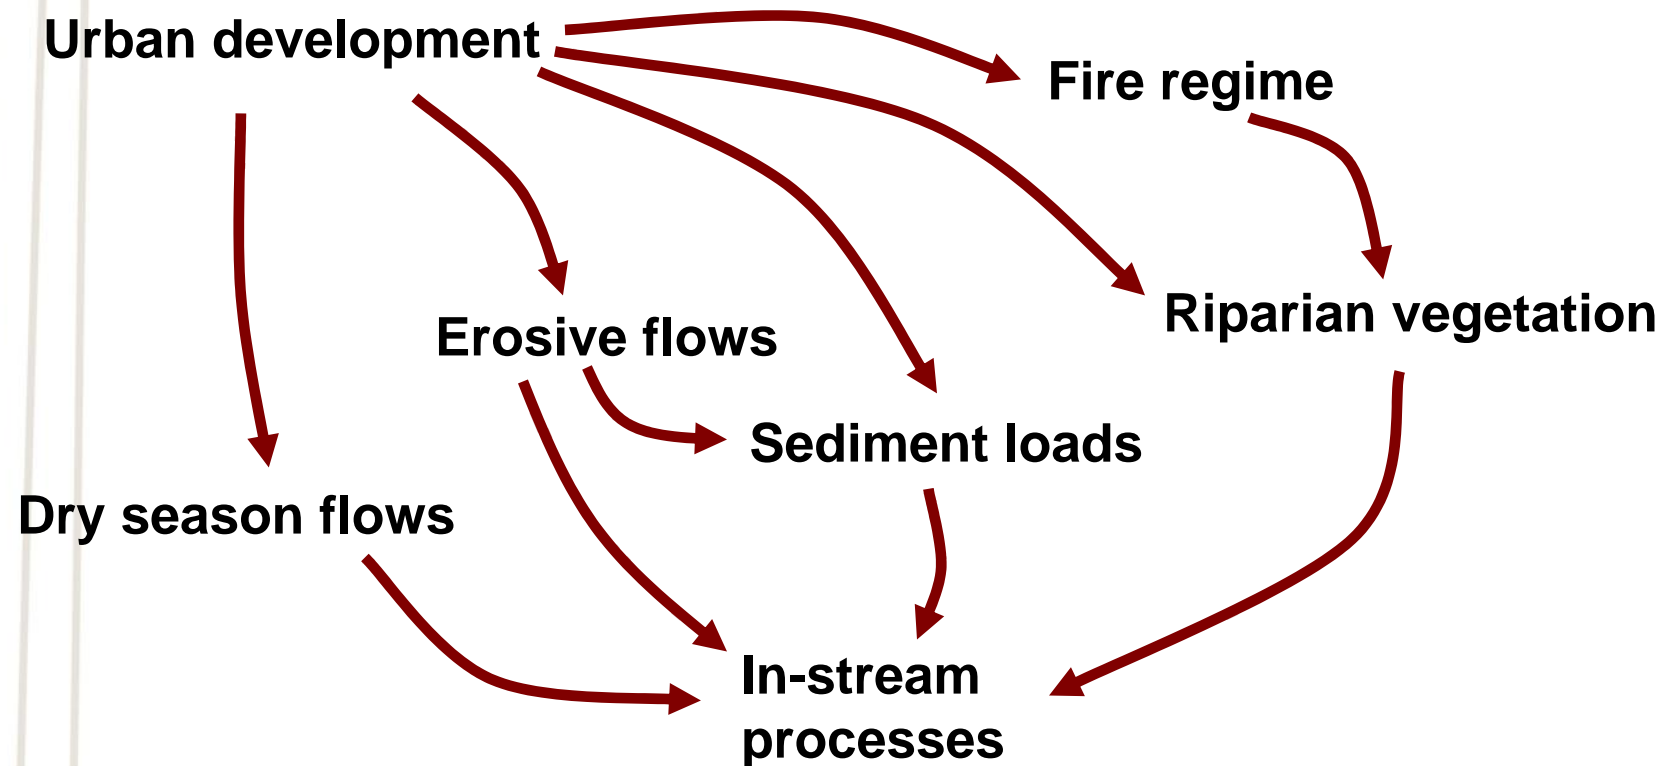 Urban development
Fire regime
Riparian vegetation
Erosive flows
Sediment loads
Dry season flows
In-stream
processes